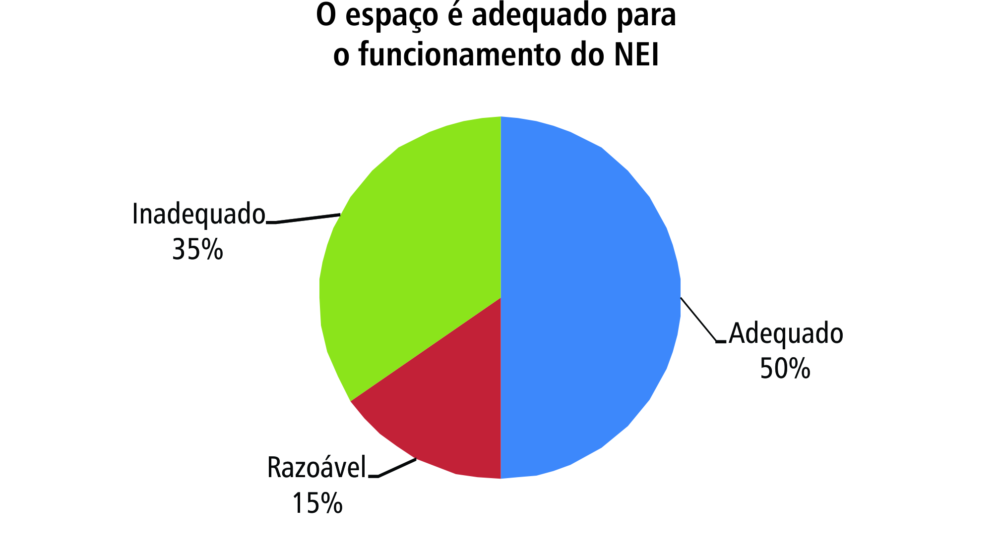 O espaço é adequado para
o funcionamento do NEI
Inadequado
35%
Adequado
50%
Razoável
15%